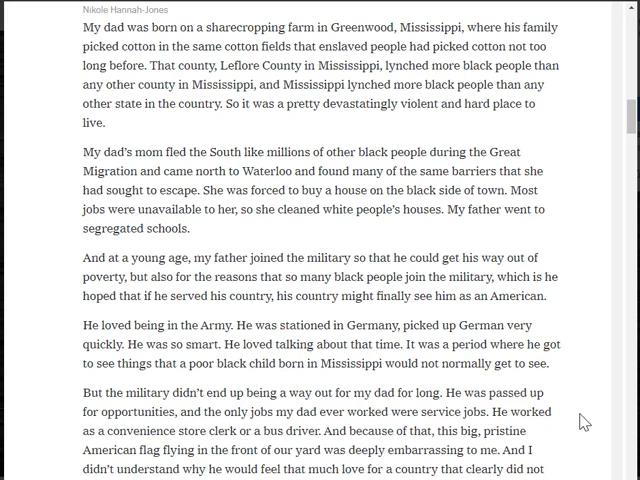 Nikole Hannah-Jones
My dad was born on a sharecropping farm in Greenwood, Mississippi, where his family
picked cotton in the same cotton fields that enslaved people had picked cotton not too
long before. That county, Leflore County in Mississippi, lynched more black people than
any other county in Mississippi, and Mississippi lynched more black people than any
other state in the country. So it was a pretty devastatingly violent and hard place to
live.
My dad’s mom fled the South like millions of other black people during the Great
Migration and came north to Waterloo and found many of the same barriers that she
had sought to escape. She was forced to buy a house on the black side of town. Most
jobs were unavailable to her, so she cleaned white people’s houses. My father went to
segregated schools.
And at a young age, my father joined the military so that he could get his way out of
poverty, but also for the reasons that so many black people join the military, which is he
hoped that if he served his country, his country might finally see him as an American.
He loved being in the Army. He was stationed in Germany, picked up German very
quickly. He was so smart. He loved talking about that time. It was a period where he got
to see things that a poor black child born in Mississippi would not normally get to see.
But the military didn’t end up being a way out for my dad for long. He was passed up
for opportunities, and the only jobs my dad ever worked were service jobs. He worked
as a convenience store clerk or a bus driver. And because of that, this big, pristine
American flag flying in the front of our yard was deeply embarrassing to me. And I
didn’t understand why he would feel that much love for a country that clearly did not